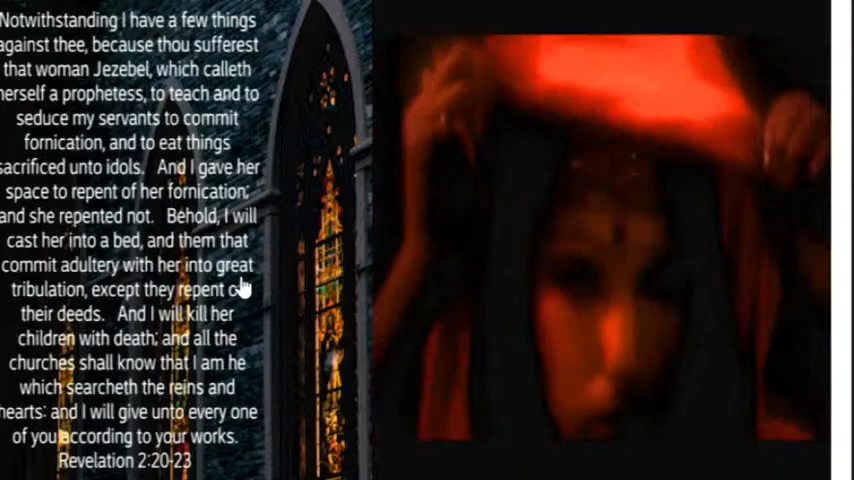 Notwithstanding I have a few things
against thee, because thou sufferest
that woman Jezebel, which calleth
herself a prophetess, to teach and to
seduce my servants to commit
fornication, and to eat things
sacrificed unto idols. And I gave her
space to repent of her fornication;
and she repented not. Behold, I will
cast her into a bed, and them that
commit adultery with her into great
tribulation, except they repent of
their deeds. And I will kill her
children with death; and all the
churches shall know that I am he
which searcheth the reins and
hearts: and I will give unto every one
of you according to your works.
Revelation 2:20-23